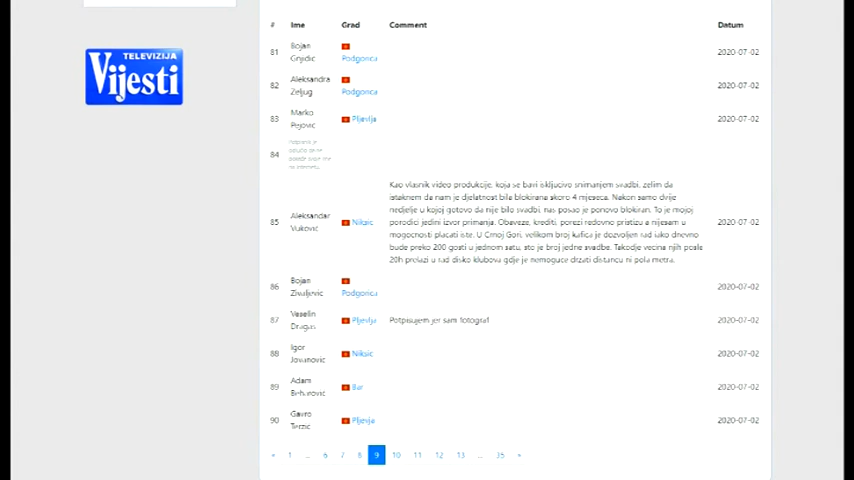 # Ime Grad Comment Datum
TELEVIZIJA
Vijesti
81 Bojan Gnjidic Podgorica 2020-07-02
82 Aleksandra Zeljug Podgorica 2020-07-02
83 Marko Pejovic Pljevlja 2020-07-02
84
Kao vlasnik video produkcije, koja se bavi iskljucivo snimanjem svadbi, zelim da
istaknem da nam je djelatnost bila blokirana skoro 4 mjeseca. Nakon samo dvije
nedjelje u kojoj gotovo da nije bilo svadbi, nas posao je ponovo blokiran. To je mojoj
porodici jedini izvor primanja. Obaveze, krediti, porezi redovno pristizu a nijesam u
mogucnosti placati iste. U Crnoj Gori, velikom broj kafica je dozvoljen rad iako dnevno
bude preko 200 gosti u jednom satu, sto je broj jedne svadbe. Takodje vecina njih posle
20h prelazi u rad disko klubova gdje je nemoguce drzati distancu ni pola metra.
85 Aleksandar Vukovic Niksic 2020-07-02
86 Bojan Zivaljevic Podgorica 2020-07-02
87 Veselin Dragas Pljevlja Potpisujem jer sam fotograf 2020-07-02
88 Igor Jovanovic Niksic 2020-07-02
89 Adam Bar 2020-07-02
90 Gavro Terzic Pljevlja 2020-07-02
« 1 ... 6 7 8 9 10 11 12 13 ... 35 »